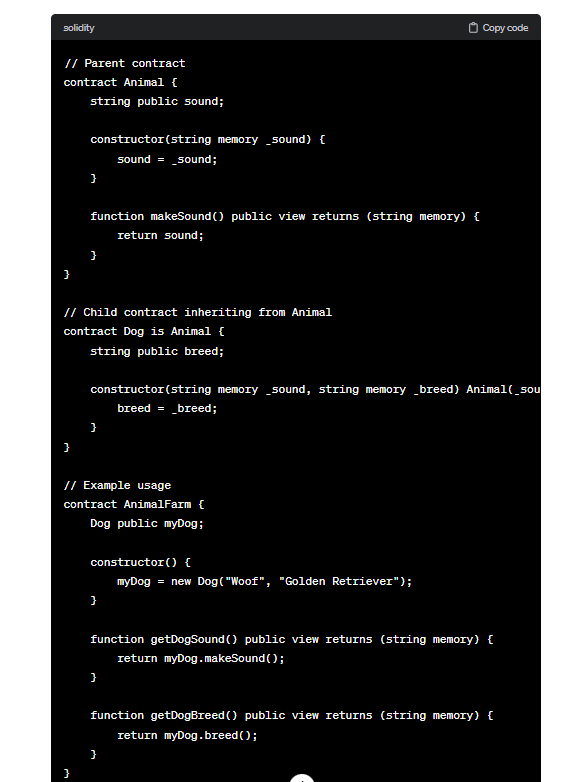 solidity
Copy code
// Parent contract
contract Animal {
    string public sound;

    constructor(string memory _sound) {
        sound = _sound;
    }

    function makeSound() public view returns (string memory) {
        return sound;
    }
}

// Child contract inheriting from Animal
contract Dog is Animal {
    string public breed;

    constructor(string memory _sound, string memory _breed) Animal(_sou
        breed = _breed;
    }
}

// Example usage
contract AnimalFarm {
    Dog public myDog;

    constructor() {
        myDog = new Dog("Woof", "Golden Retriever");
    }

    function getDogSound() public view returns (string memory) {
        return myDog.makeSound();
    }

    function getDogBreed() public view returns (string memory) {
        return myDog.breed();
    }
}